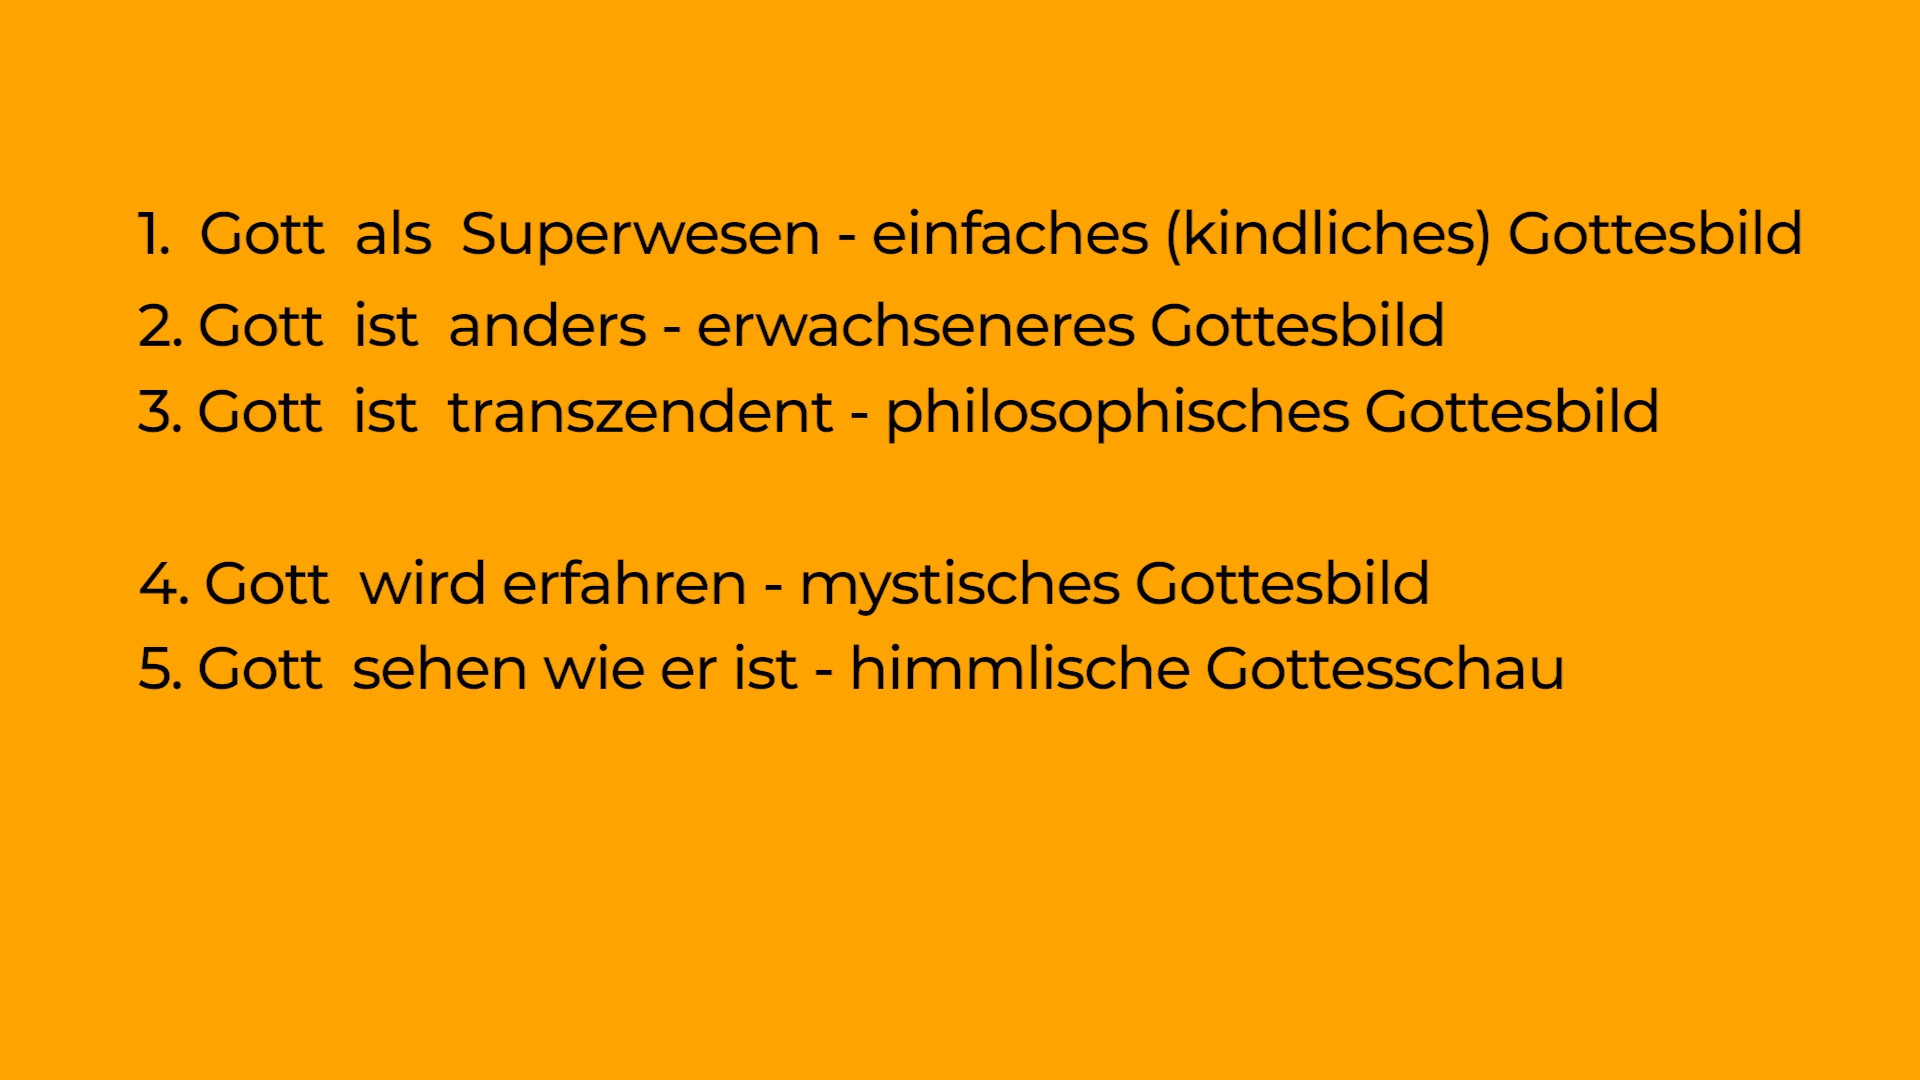 1. Gott als Superwesen - einfaches (kindliches) Gottesbild
2. Gott ist anders - erwachseneres Gottesbild
3. Gott ist transzendent - philosophisches Gottesbild
4. Gott wird erfahren - mystisches Gottesbild
5. Gott sehen wie er ist - himmlische Gottesschau